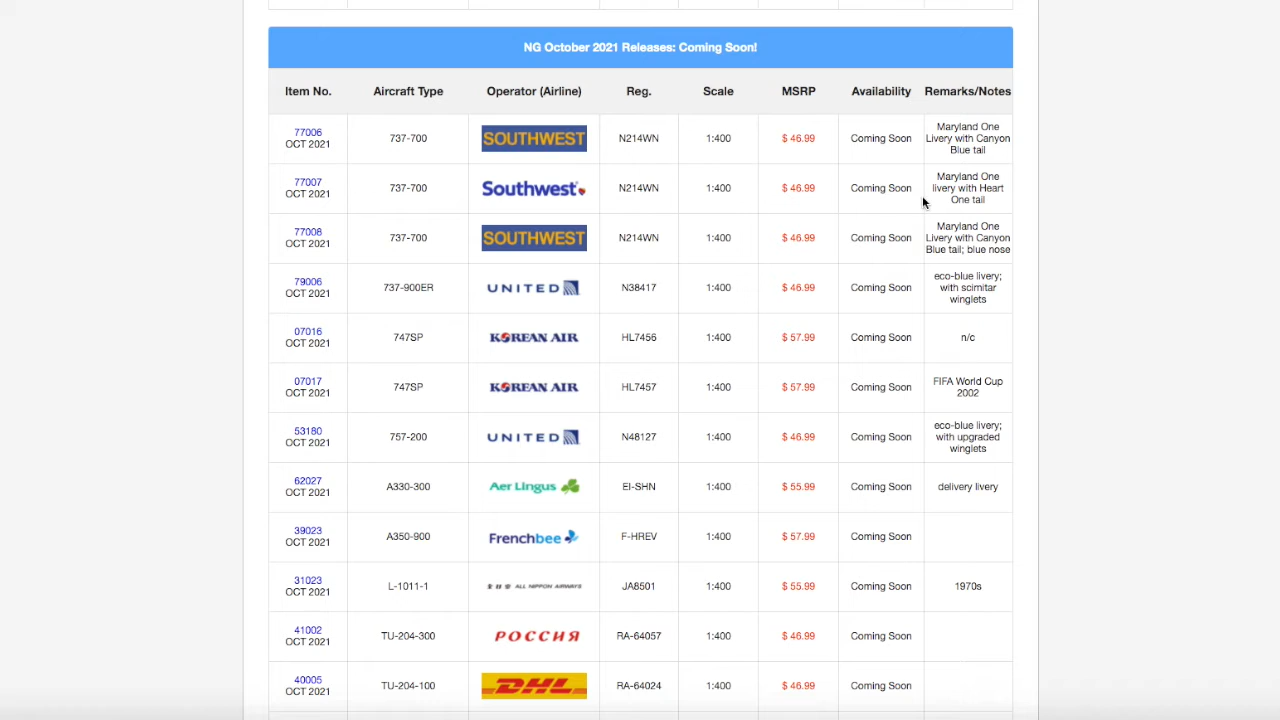 NG October 2021 Releases: Coming Soon!
Item No. Aircraft Type Operator (Airline) Reg. Scale MSRP Availability Remarks/Notes
77006 OCT 2021 737-700 SOUTHWEST N214WN 1:400 $ 46.99 Coming Soon Maryland One Livery with Canyon Blue tail
77007 OCT 2021 737-700 Southwest N214WN 1:400 $ 46.99 Coming Soon Maryland One livery with Heart One tail
77008 OCT 2021 737-700 SOUTHWEST N214WN 1:400 $ 46.99 Coming Soon Maryland One Livery with Canyon Blue tail; blue nose
79006 OCT 2021 737-900ER UNITED N38417 1:400 $ 46.99 Coming Soon eco-blue livery; with scimitar winglets
07016 OCT 2021 747SP KOREAN AIR HL7456 1:400 $ 57.99 Coming Soon n/c
07017 OCT 2021 747SP KOREAN AIR HL7457 1:400 $ 57.99 Coming Soon FIFA World Cup 2002
53180 OCT 2021 757-200 UNITED N48127 1:400 $ 46.99 Coming Soon eco-blue livery; with upgraded winglets
62027 OCT 2021 A330-300 Aer Lingus EI-SHN 1:400 $ 55.99 Coming Soon delivery livery
39023 OCT 2021 A350-900 Frenchbee F-HREV 1:400 $ 57.99 Coming Soon
31023 OCT 2021 L-1011-1 ALL NIPPON AIRWAYS JA8501 1:400 $ 55.99 Coming Soon 1970s
41002 OCT 2021 TU-204-300 РОССИЯ RA-64057 1:400 $ 46.99 Coming Soon
40005 OCT 2021 TU-204-100 DHL RA-64024 1:400 $ 46.99 Coming Soon